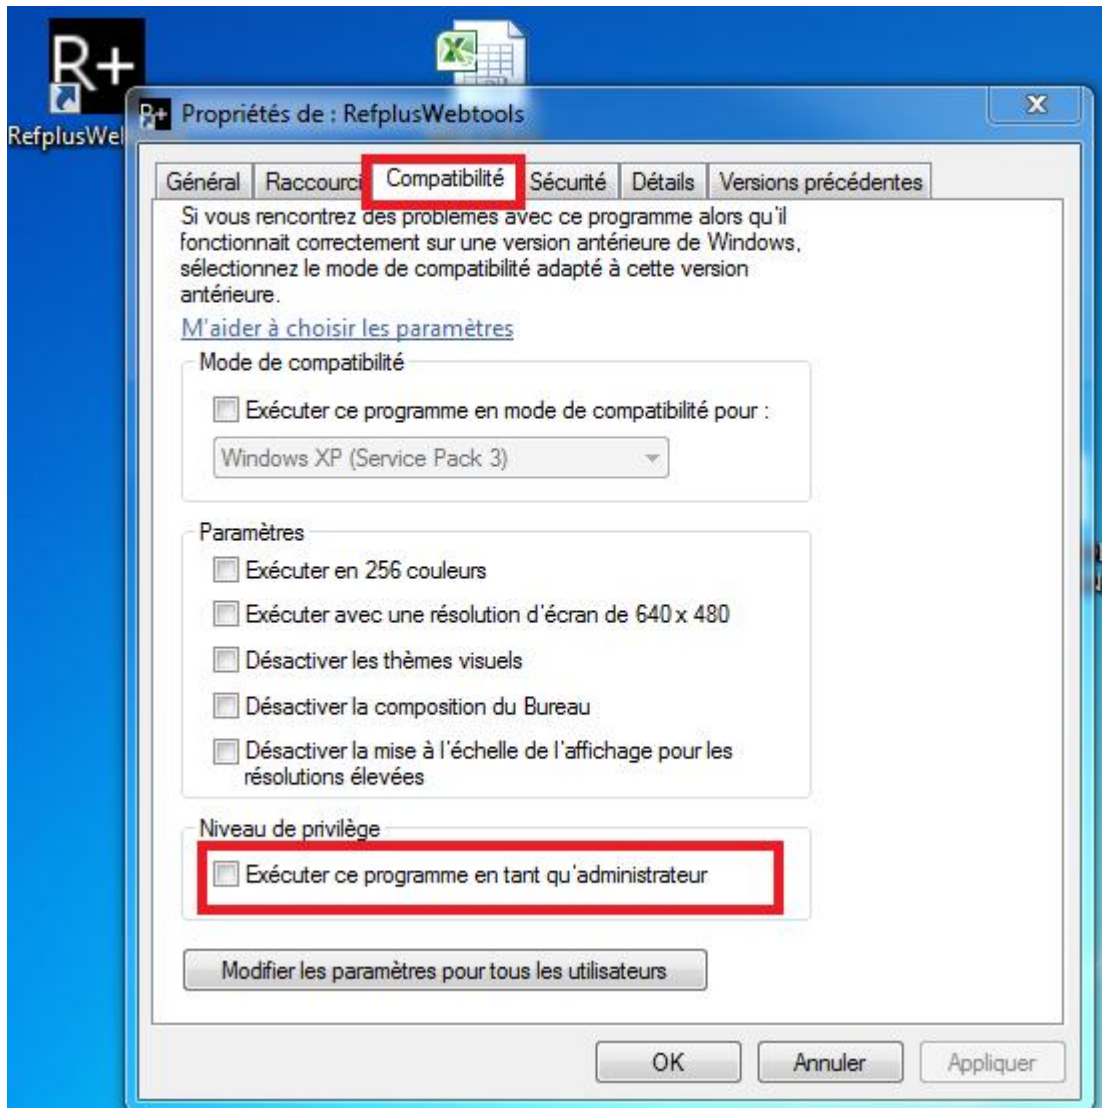 R+
RefplusWel
R+ Propriétés de : RefplusWebtools
Général Raccourci Compatibilité Sécurité Détails Versions précédentes
Si vous rencontrez des problèmes avec ce programme alors qu'il
fonctionnait correctement sur une version antérieure de Windows,
sélectionnez le mode de compatibilité adapté à cette version
antérieure.
M'aider à choisir les paramètres
Mode de compatibilité
Exécuter ce programme en mode de compatibilité pour :
Windows XP (Service Pack 3)
Paramètres
Exécuter en 256 couleurs
Exécuter avec une résolution d'écran de 640 x 480
Désactiver les thèmes visuels
Désactiver la composition du Bureau
Désactiver la mise à l'échelle de l'affichage pour les
résolutions élevées
Niveau de privilège
Exécuter ce programme en tant qu'administrateur
Modifier les paramètres pour tous les utilisateurs
OK Annuler Appliquer